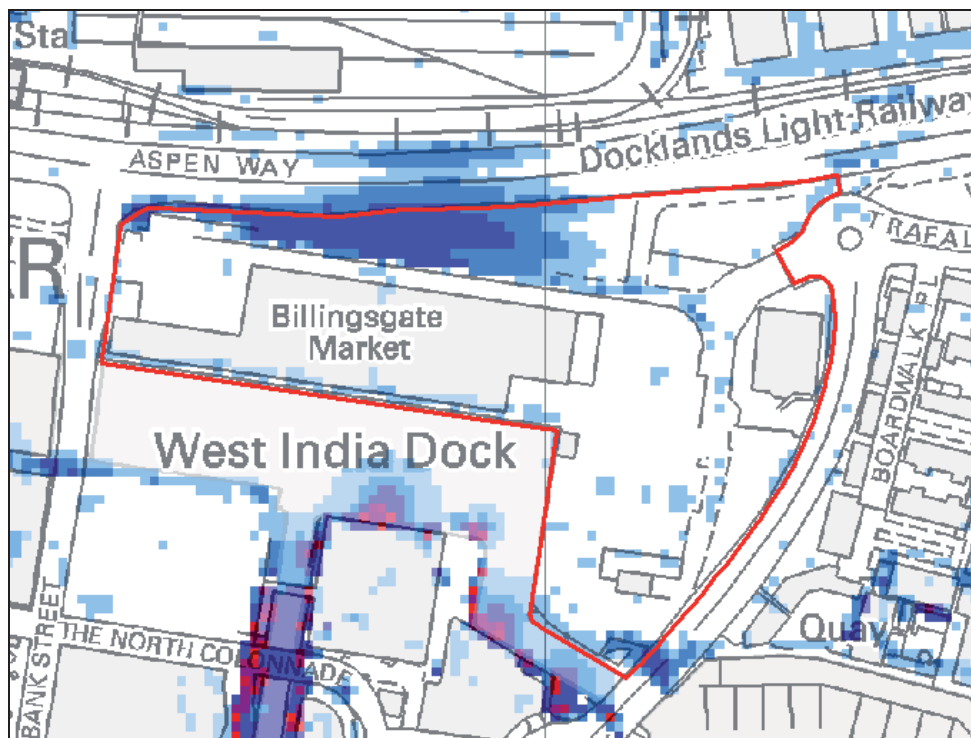 Sta
Docklands Light Railway
ASPEN WAY
TRAFAL
R
Billingsgate
Market
BOARDWALK
West India Dock
BANK STREET
THE NORTH COLONNADE
Quay